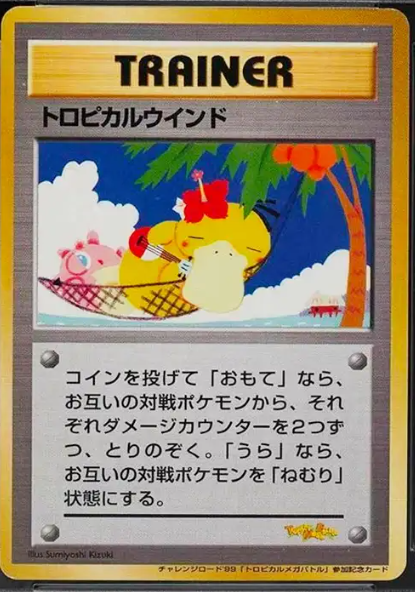 TRAINER
トロピカルウインド
コインを投げて「おもて」なら、
お互いの対戦ポケモンから、それ
ぞれダメージカウンターを2つず
つ、とりのぞく。「うら」なら、
お互いの対戦ポケモンを「ねむり」
状態にする。
Illus.Sumiyoshi Kizuki
チャレンジロード'99「トロピカルメガバトル」参加記念カード